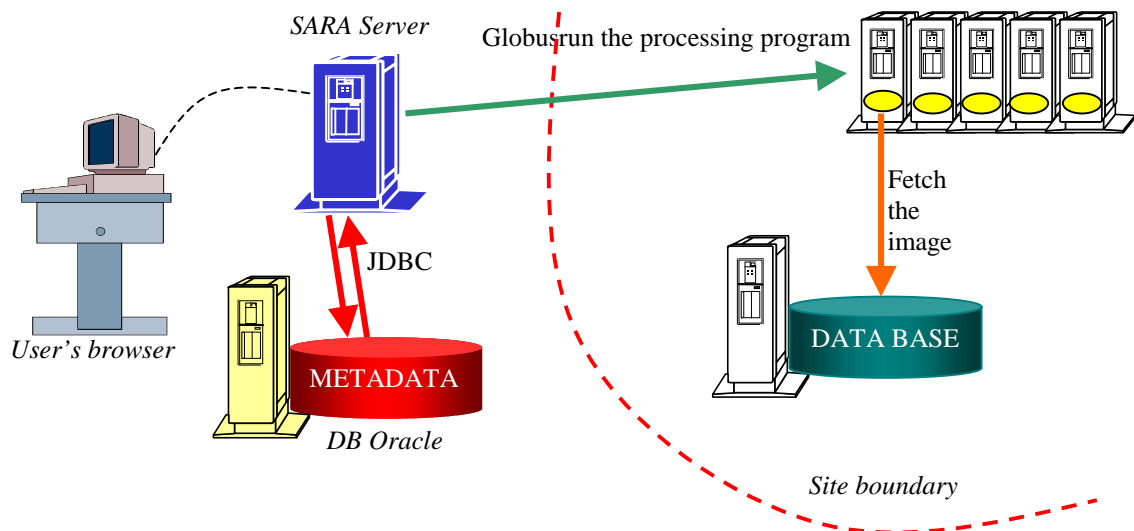 SARA Server
Globusrun the processing program
Fetch
the
image
JDBC
User's browser
METADATA
DATA BASE
DB Oracle
Site boundary